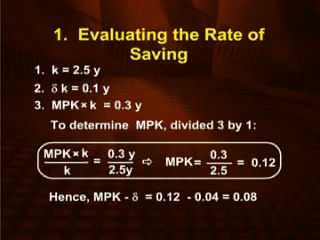 1. Evaluating the Rate of
Saving
1. k = 2.5 y
2. δ k = 0.1 y
3. MPK × k = 0.3 y
To determine MPK, divided 3 by 1:
MPK × k / k = 0.3 y / 2.5y ⇨ MPK = 0.3 / 2.5 = 0.12
Hence, MPK - δ = 0.12 - 0.04 = 0.08